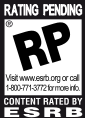 RATING PENDING
RP
®
Visit www.esrb.org or call
1-800-771-3772 for more info.
CONTENT RATED BY
ESRB